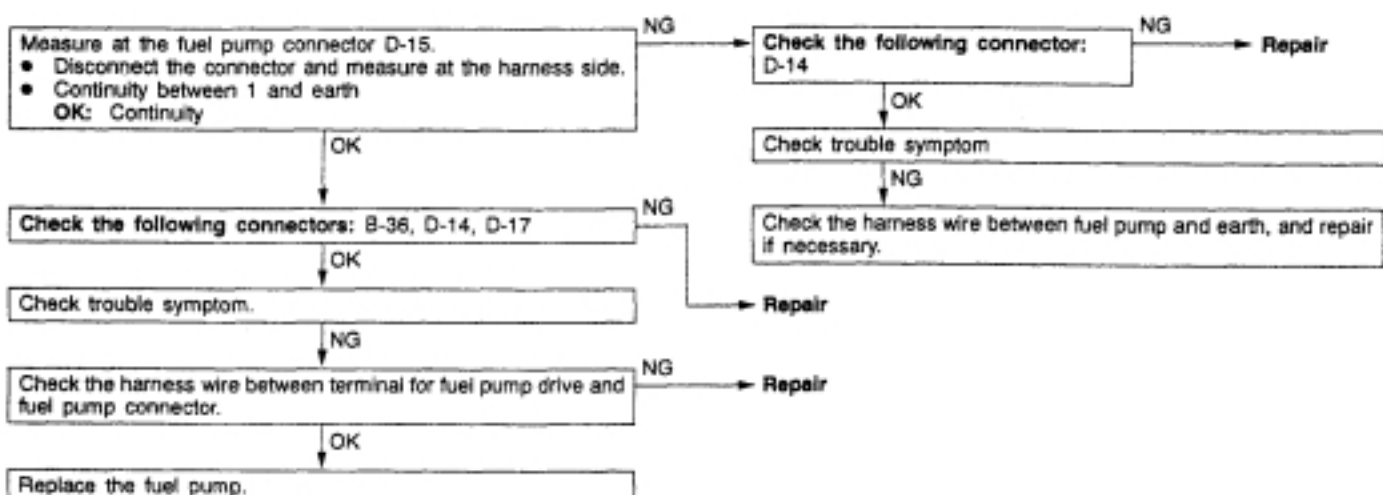 Measure at the fuel pump connector D-15.
● Disconnect the connector and measure at the harness side.
● Continuity between 1 and earth
OK: Continuity
NG
Check the following connector:
D-14
NG
Repair
OK
Check trouble symptom
NG
Check the harness wire between fuel pump and earth, and repair
if necessary.
OK
Check the following connectors: B-36, D-14, D-17
NG
Repair
OK
Check trouble symptom.
NG
Check the harness wire between terminal for fuel pump drive and
fuel pump connector.
NG
Repair
OK
Replace the fuel pump.